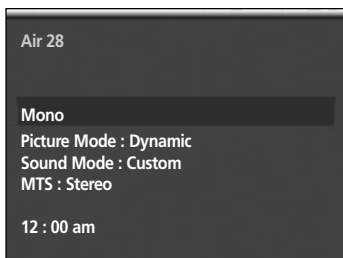 Air 28
Mono
Picture Mode : Dynamic
Sound Mode : Custom
MTS : Stereo
12 : 00 am